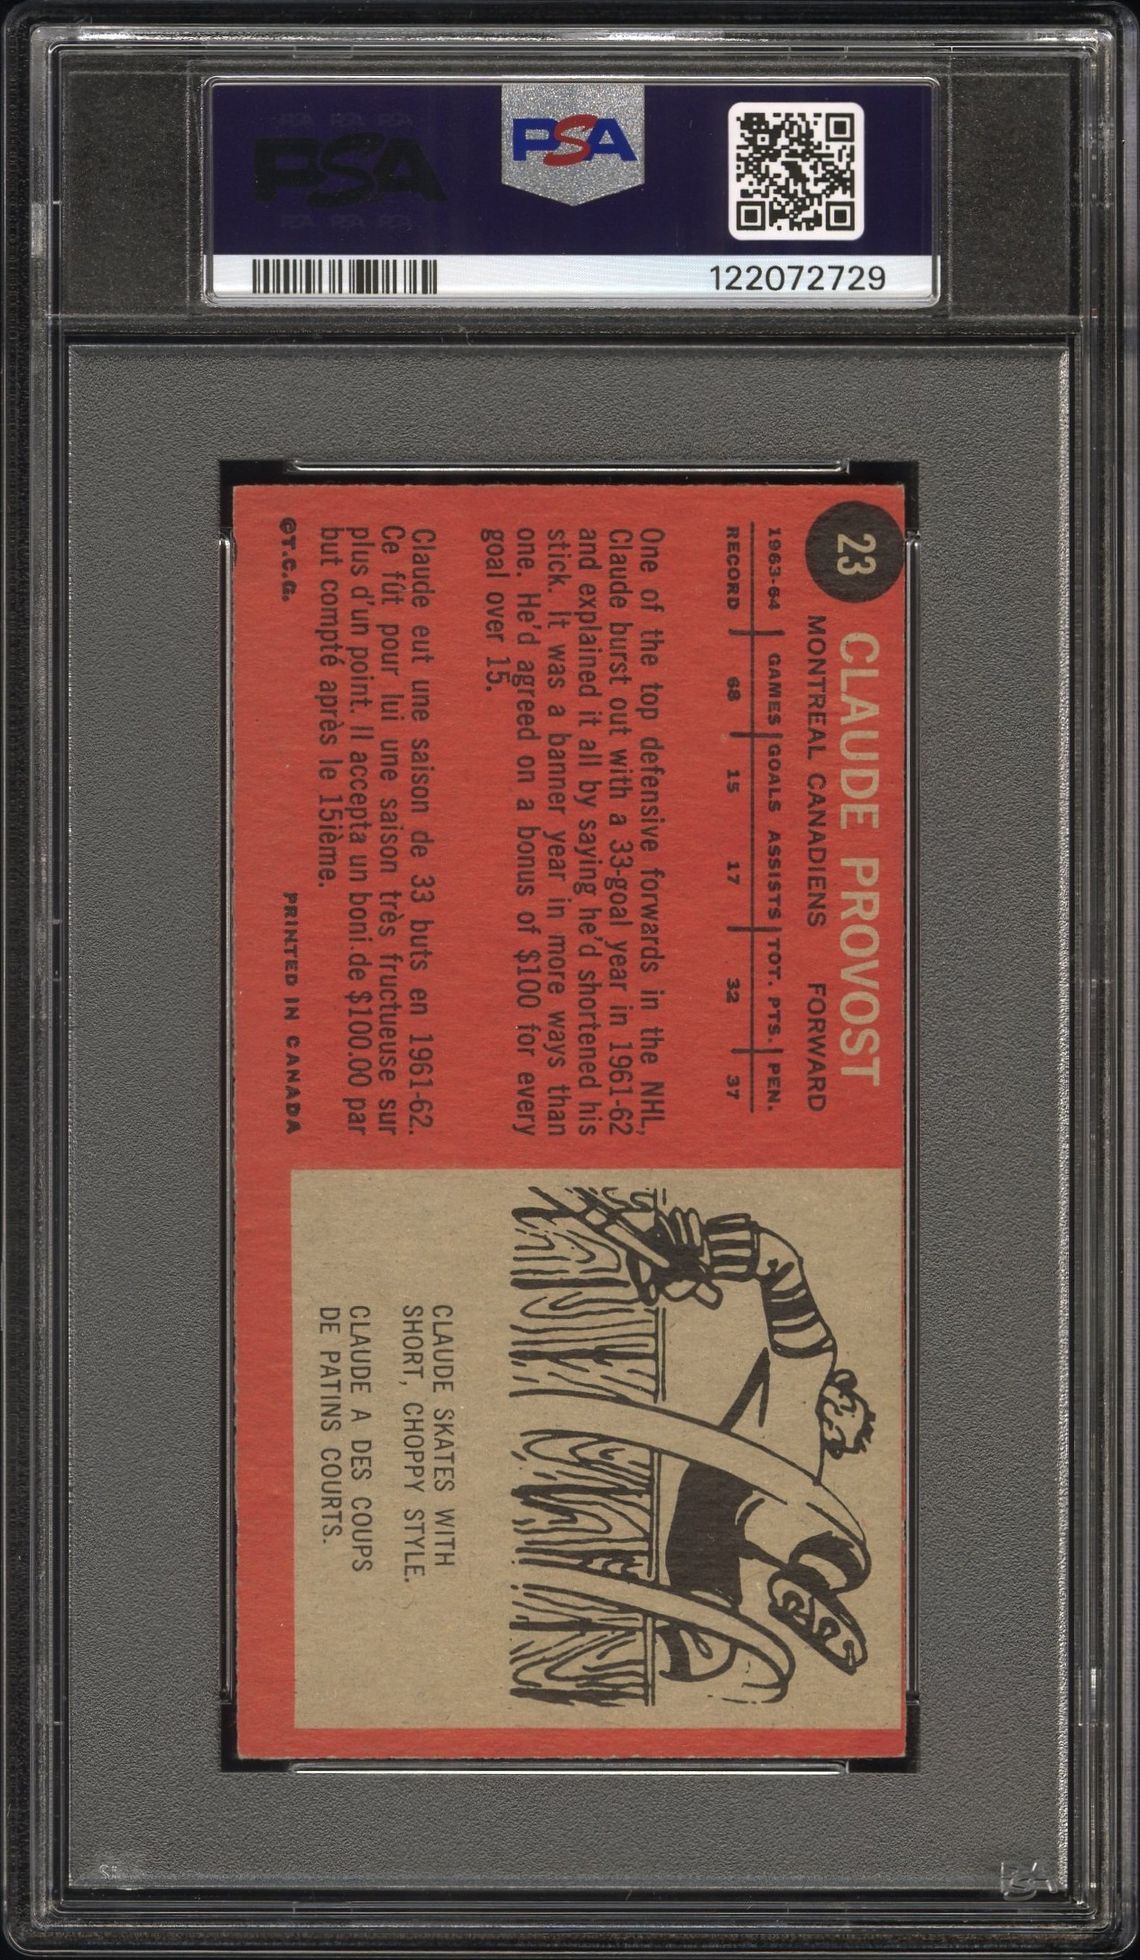 PSA
PSA
122072729
23
CLAUDE PROVOST
MONTREAL CANADIENS FORWARD
1963-64 GAMES GOALS ASSISTS TOT. PTS. PEN.
RECORD 68 15 17 32 37
One of the top defensive forwards in the NHL,
Claude burst out with a 33-goal year in 1961-62
and explained it all by saying he'd shortened his
stick. It was a banner year in more ways than
one. He'd agreed on a bonus of $100 for every
goal over 15.
Claude eut une saison de 33 buts en 1961-62.
Ce fût pour lui une saison très fructueuse sur
plus d'un point. Il accepta un boni de $100.00 par
but compté après le 15ième.
©T.C.G. PRINTED IN CANADA
CLAUDE SKATES WITH
SHORT, CHOPPY STYLE.
CLAUDE A DES COUPS
DE PATINS COURTS.
PSA